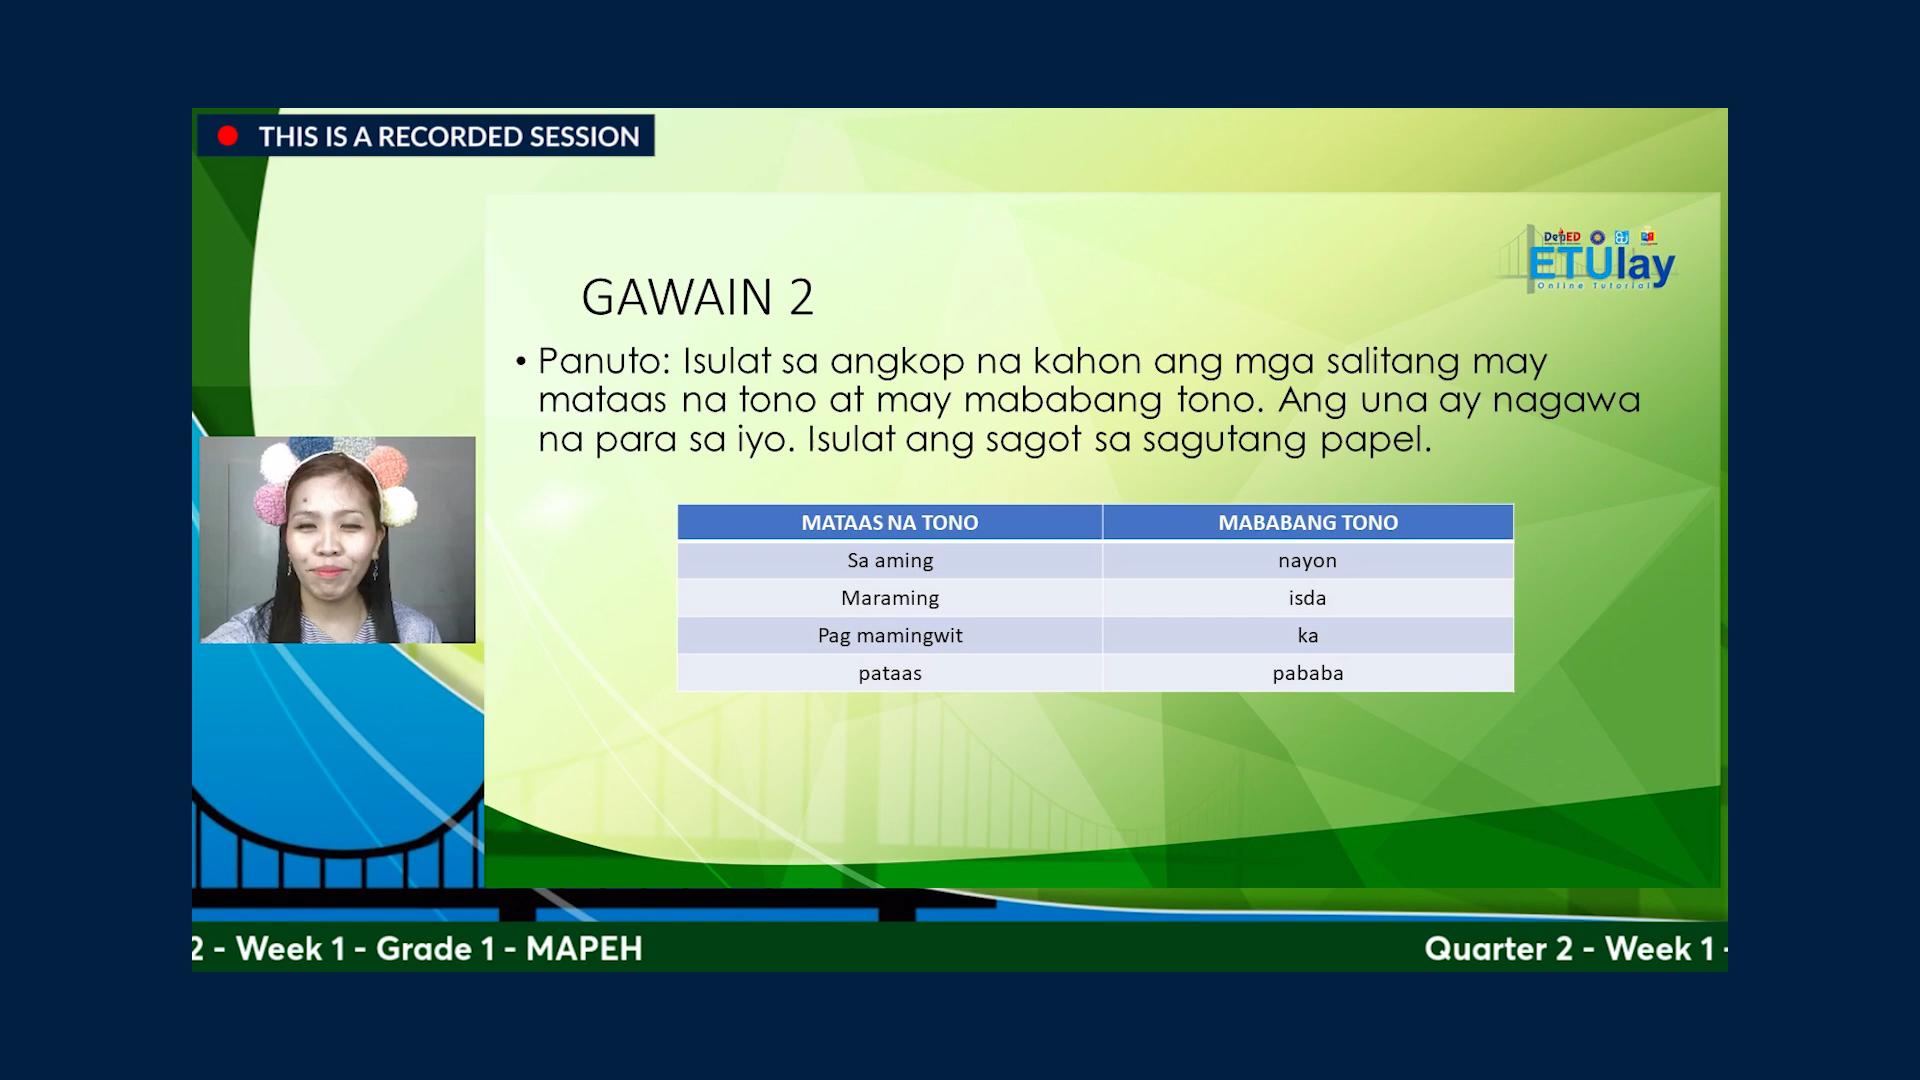 THIS IS A RECORDED SESSION
DepED
ETUlay
Online Tutorial
GAWAIN 2
• Panuto: Isulat sa angkop na kahon ang mga salitang may
mataas na tono at may mababang tono. Ang una ay nagawa
na para sa iyo. Isulat ang sagot sa sagutang papel.
MATAAS NA TONO MABABANG TONO
Sa aming nayon
Maraming isda
Pag mamingwit ka
pataas pababa
2 - Week 1 - Grade 1 - MAPEH Quarter 2 - Week 1 -